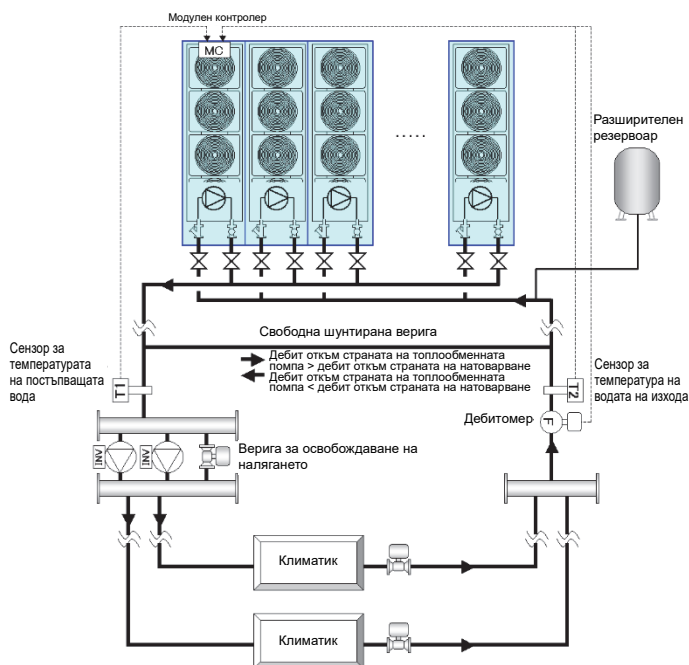 Модулен контролер
MC
.....
Разширителен
резервоар
Свободна шунтирана верига
Дебит откъм страната на топлообменната
помпа > дебит откъм страната на натоварване
Дебит откъм страната на топлообменната
помпа < дебит откъм страната на натоварване
Сензор за
температурата
на постъпващата
вода
T1
Сензор за
температура на
водата на изхода
T2
Дебитомер
F
INV
INV
Верига за освобождаване на
налягането
Климатик
Климатик